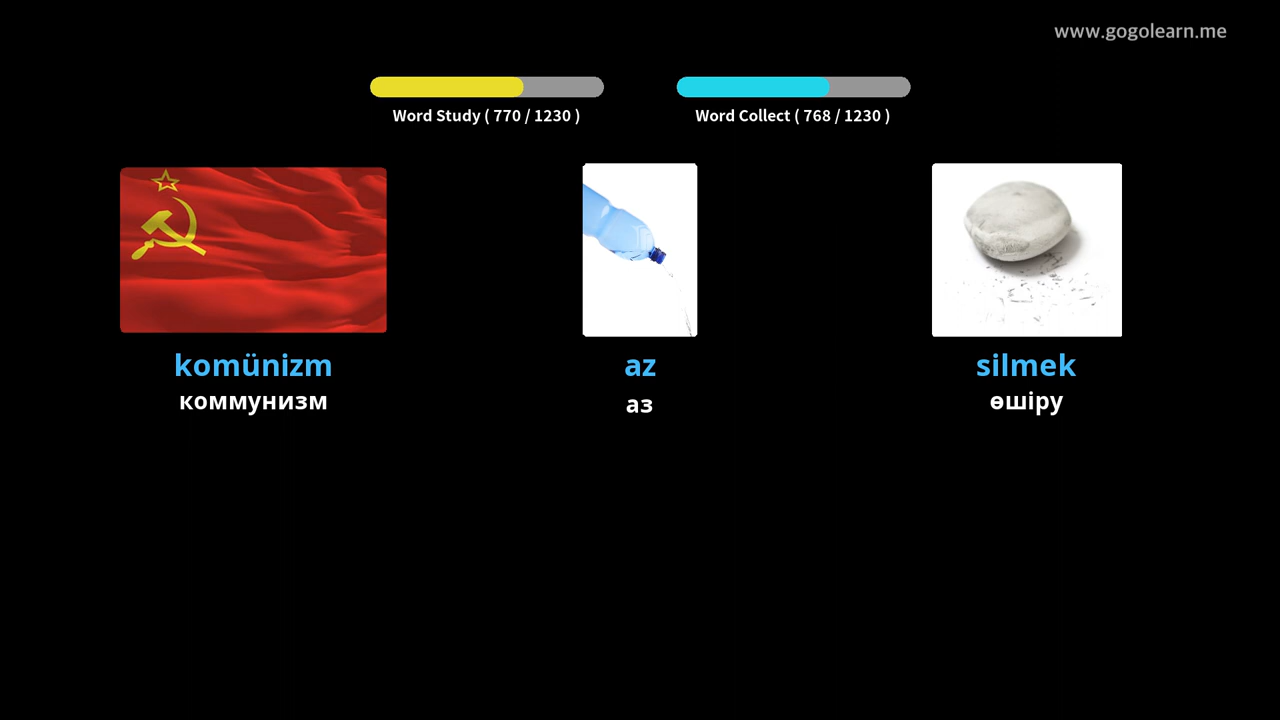 www.gogolearn.me
Word Study ( 770 / 1230 )
Word Collect ( 768 / 1230 )
komünizm
коммунизм
az
аз
silmek
өшіру